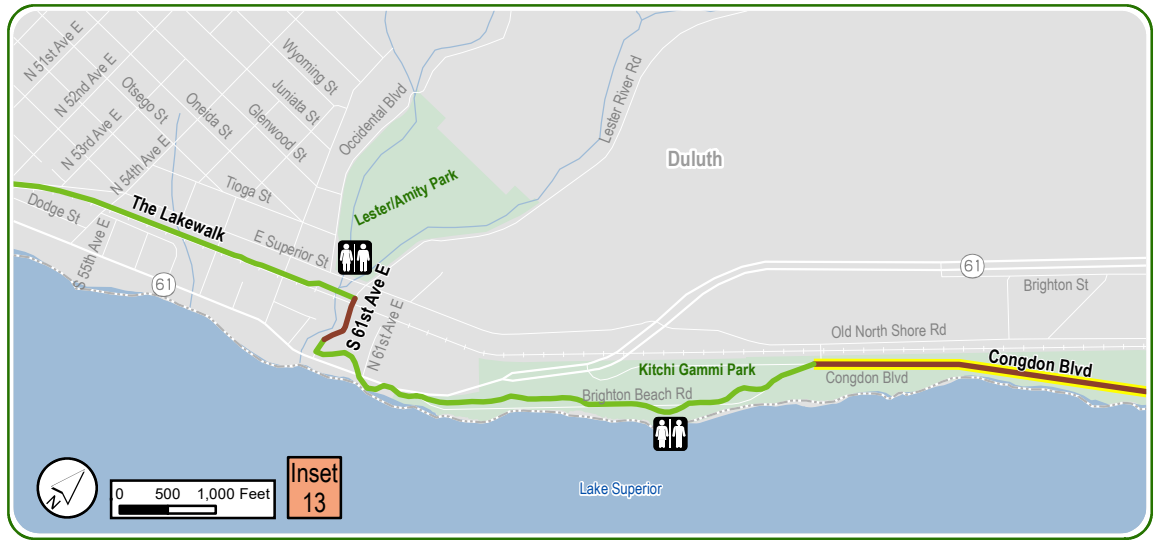 N 51st Ave E
N 52nd Ave E
N 53rd Ave E
N 54th Ave E
Otsego St
Oneida St
Glenwood St
Juniata St
Wyoming St
Occidental Blvd
Lester River Rd
Duluth
Lester/Amity Park
Tioga St
Dodge St
The Lakewalk
E Superior St
S 55th Ave E
61
S 61st Ave E
N 61st Ave E
61
Brighton St
Old North Shore Rd
Kitchi Gammi Park
Congdon Blvd
Congdon Blvd
Brighton Beach Rd
Lake Superior
N
0 500 1,000 Feet
Inset
13